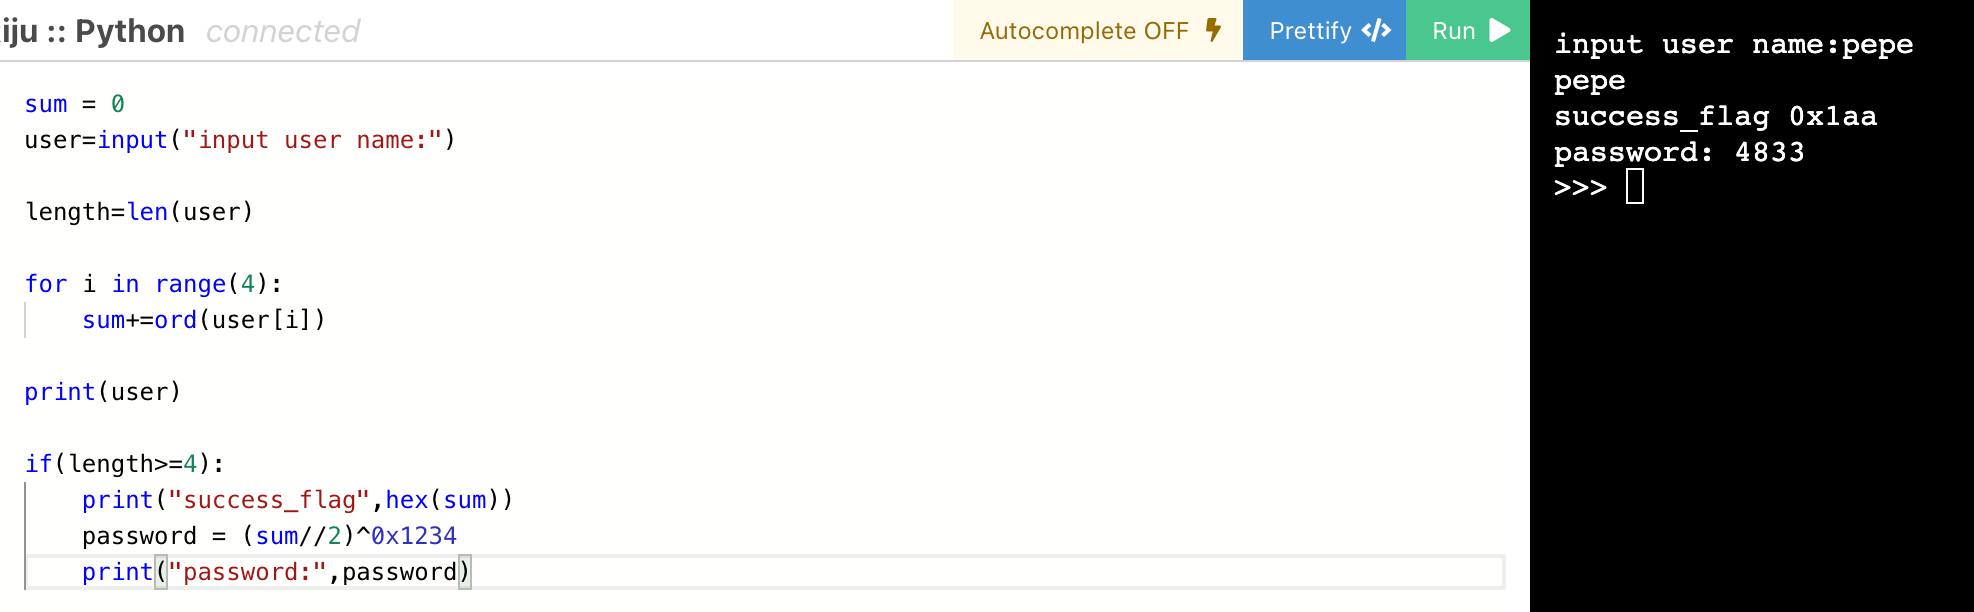 iju :: Python connected Autocomplete OFF Prettify </> Run
sum = 0
user=input("input user name:")
length=len(user)
for i in range(4):
    sum+=ord(user[i])
print(user)
if(length>=4):
    print("success_flag",hex(sum))
    password = (sum//2)^0x1234
    print("password:",password)
input user name:pepe
pepe
success_flag 0x1aa
password: 4833
>>>